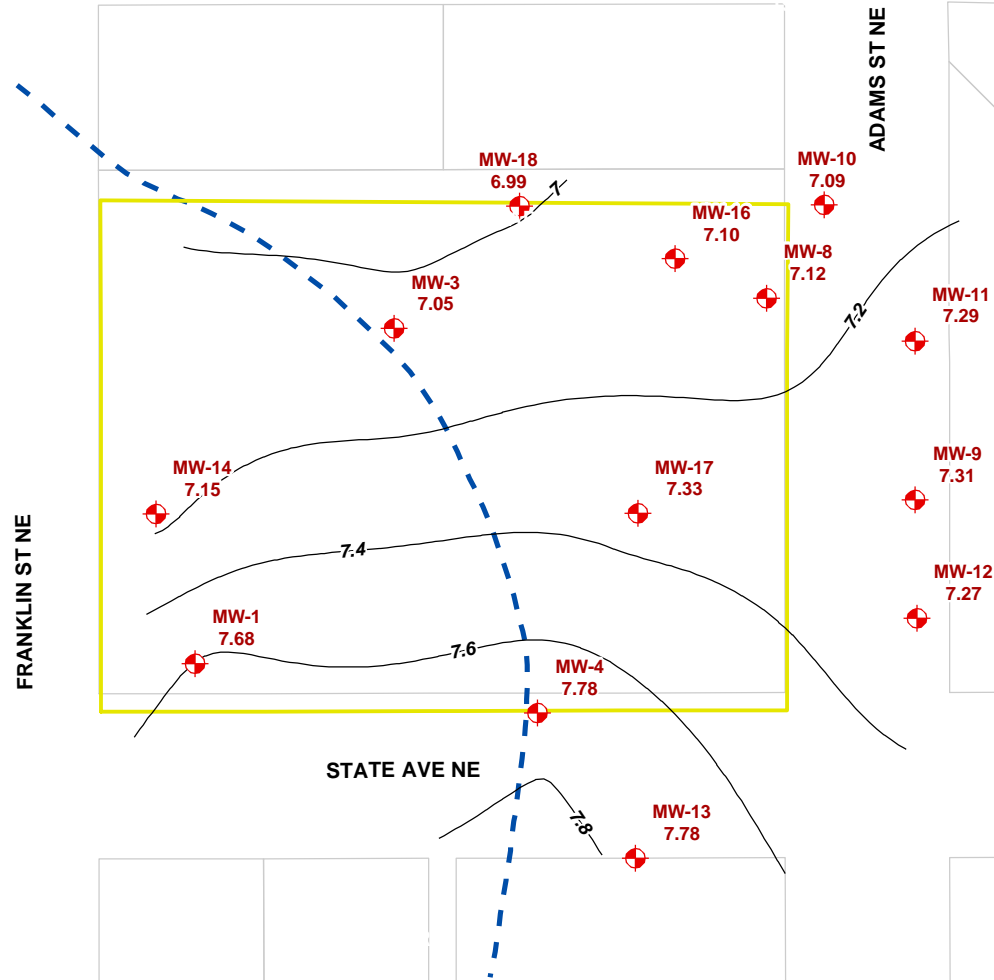 ADAMS ST NE
MW-18
6.99
7
MW-10
7.09
MW-16
7.10
MW-8
7.12
MW-3
7.05
MW-11
7.29
7.2
MW-14
7.15
MW-17
7.33
MW-9
7.31
7.4
FRANKLIN ST NE
MW-12
7.27
MW-1
7.68
7.6
MW-4
7.78
STATE AVE NE
7.8
MW-13
7.78